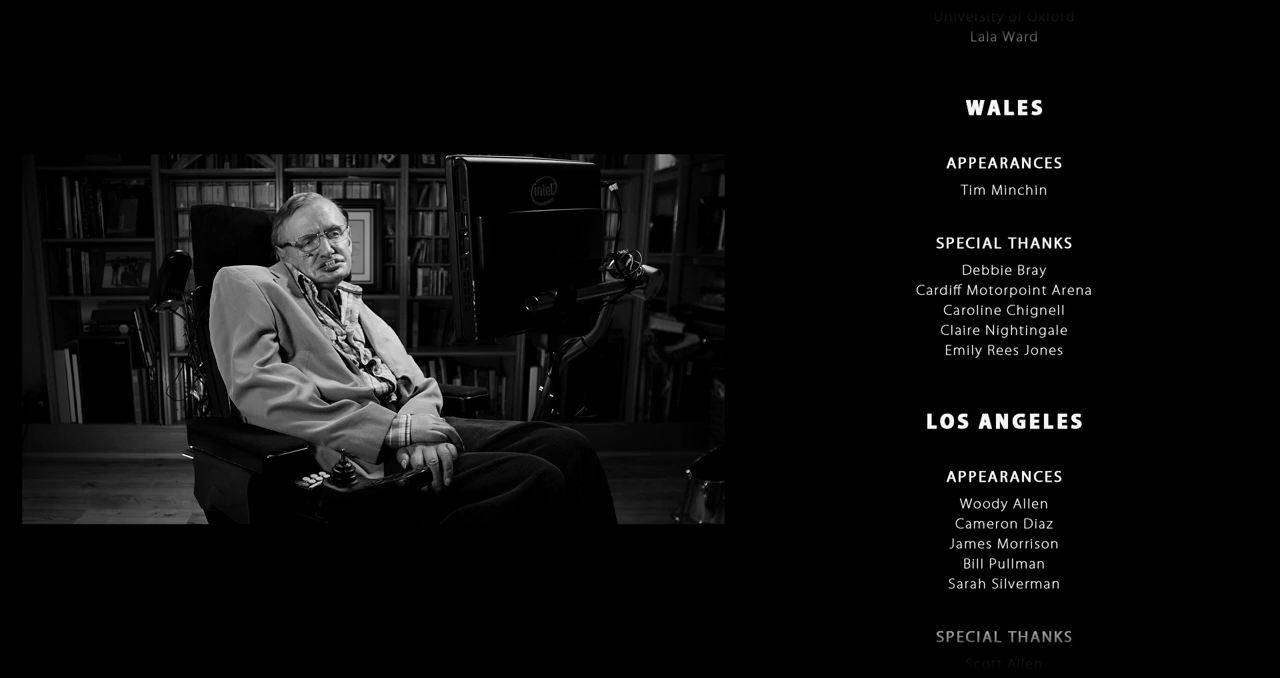 intel
University of Oxford
Lala Ward
WALES
APPEARANCES
Tim Minchin
SPECIAL THANKS
Debbie Bray
Cardiff Motorpoint Arena
Caroline Chignell
Claire Nightingale
Emily Rees Jones
LOS ANGELES
APPEARANCES
Woody Allen
Cameron Diaz
James Morrison
Bill Pullman
Sarah Silverman
SPECIAL THANKS
Scott Allen